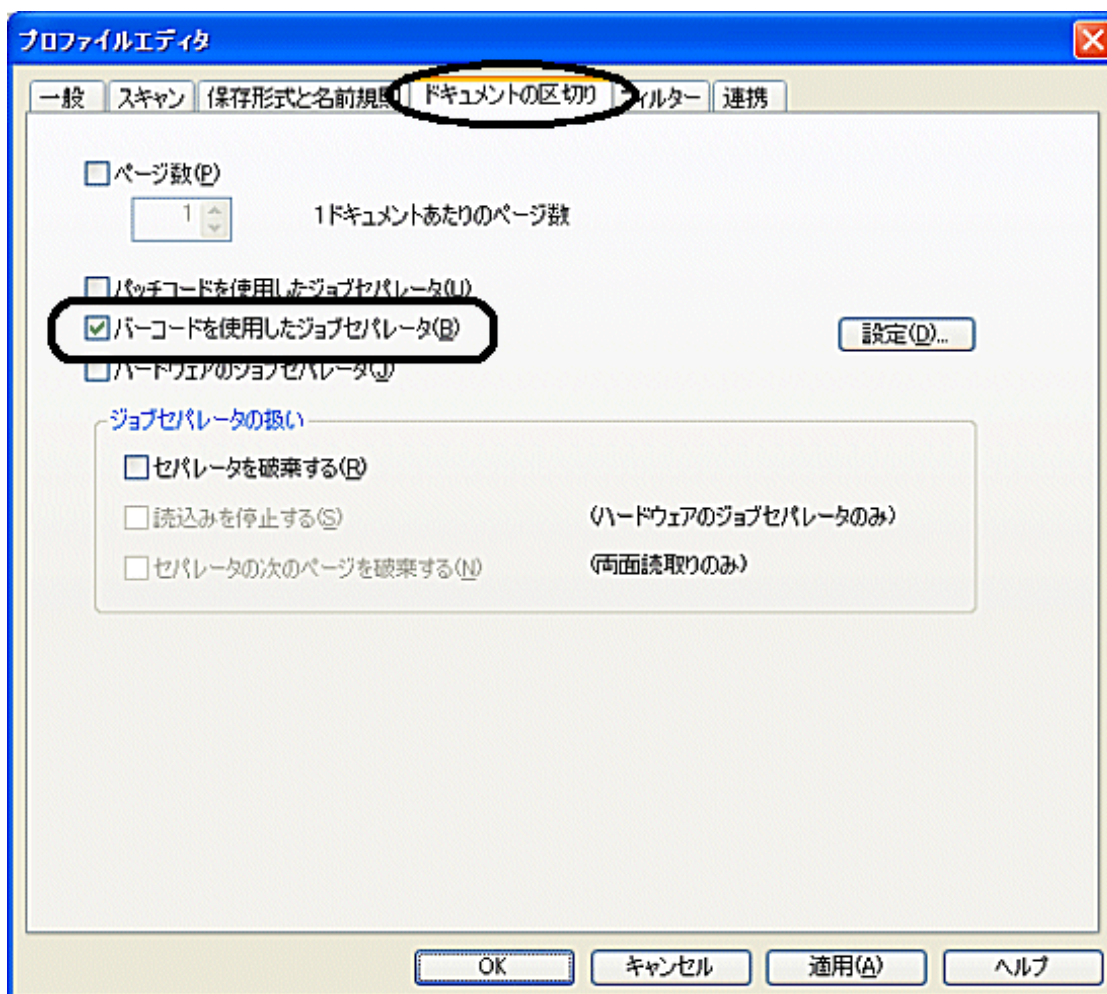 プロファイルエディタ
一般 スキャン 保存形式と名前規 ドキュメントの区切り ィルター 連携
ページ数(P)
1 1ドキュメントあたりのページ数
パッチコードを使用したジョブセパレータ(U)
バーコードを使用したジョブセパレータ(B) 設定(D)...
ハードウェアのジョブセパレータ(J)
ジョブセパレータの扱い
セパレータを破棄する(R)
読込みを停止する(S) (ハードウェアのジョブセパレータのみ)
セパレータの次のページを破棄する(N) (両面読取りのみ)
OK キャンセル 適用(A) ヘルプ